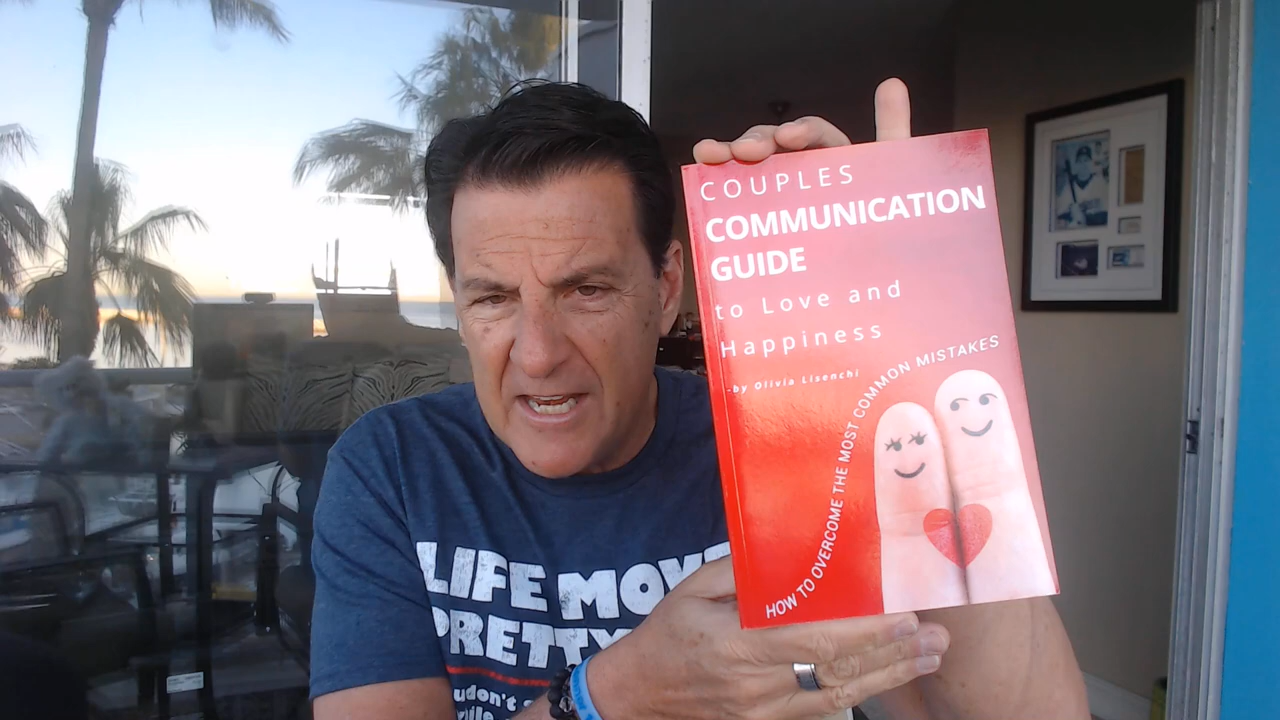 COUPLES
COMMUNICATION
GUIDE
to Love and
Happiness
-by Olivia Lisenchi
HOW TO OVERCOME THE MOST COMMON MISTAKES
LIFE MOVE
PRETTY
don't